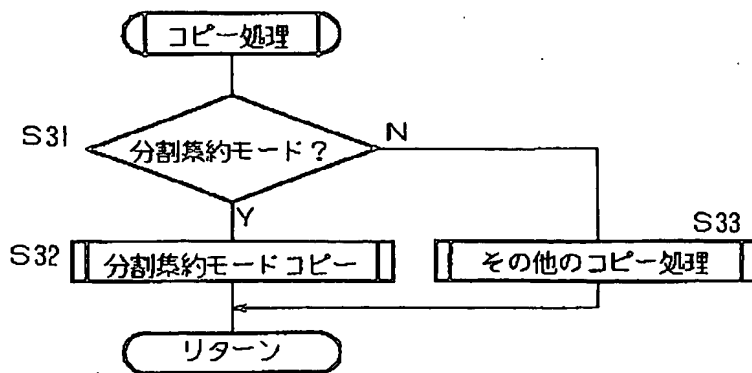 コピー処理
S31
分割集約モード?
N
Y
S32
分割集約モードコピー
S33
その他のコピー処理
リターン